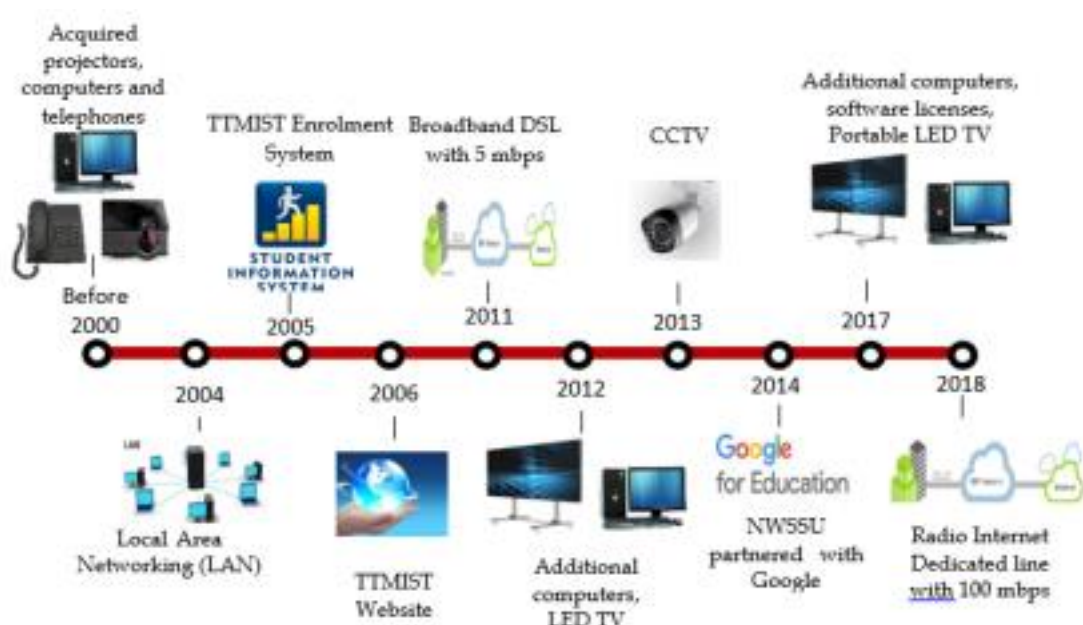 Acquired
projectors,
computers and
telephones
Before
2000
2004
Local Area
Networking (LAN)
LAN
TTMIST Enrolment
System
STUDENT
INFORMATION
SYSTEM
2005
2006
TTMIST
Website
Broadband DSL
with 5 mbps
2011
2012
Additional
computers,
LED TV
CCTV
2013
2014
Google
for Education
NWSSU
partnered with
Google
Additional computers,
software licenses,
Portable LED TV
2017
2018
Radio Internet
Dedicated line
with 100 mbps